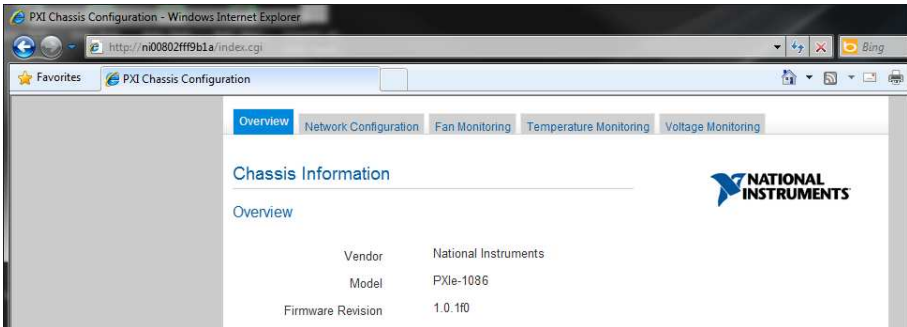 PXI Chassis Configuration - Windows Internet Explorer
http://ni00802fff9b1a/index.cgi
Bing
Favorites
PXI Chassis Configuration
Overview
Network Configuration
Fan Monitoring
Temperature Monitoring
Voltage Monitoring
Chassis Information
NATIONAL
INSTRUMENTS
Overview
Vendor National Instruments
Model PXIe-1086
Firmware Revision 1.0.1f0